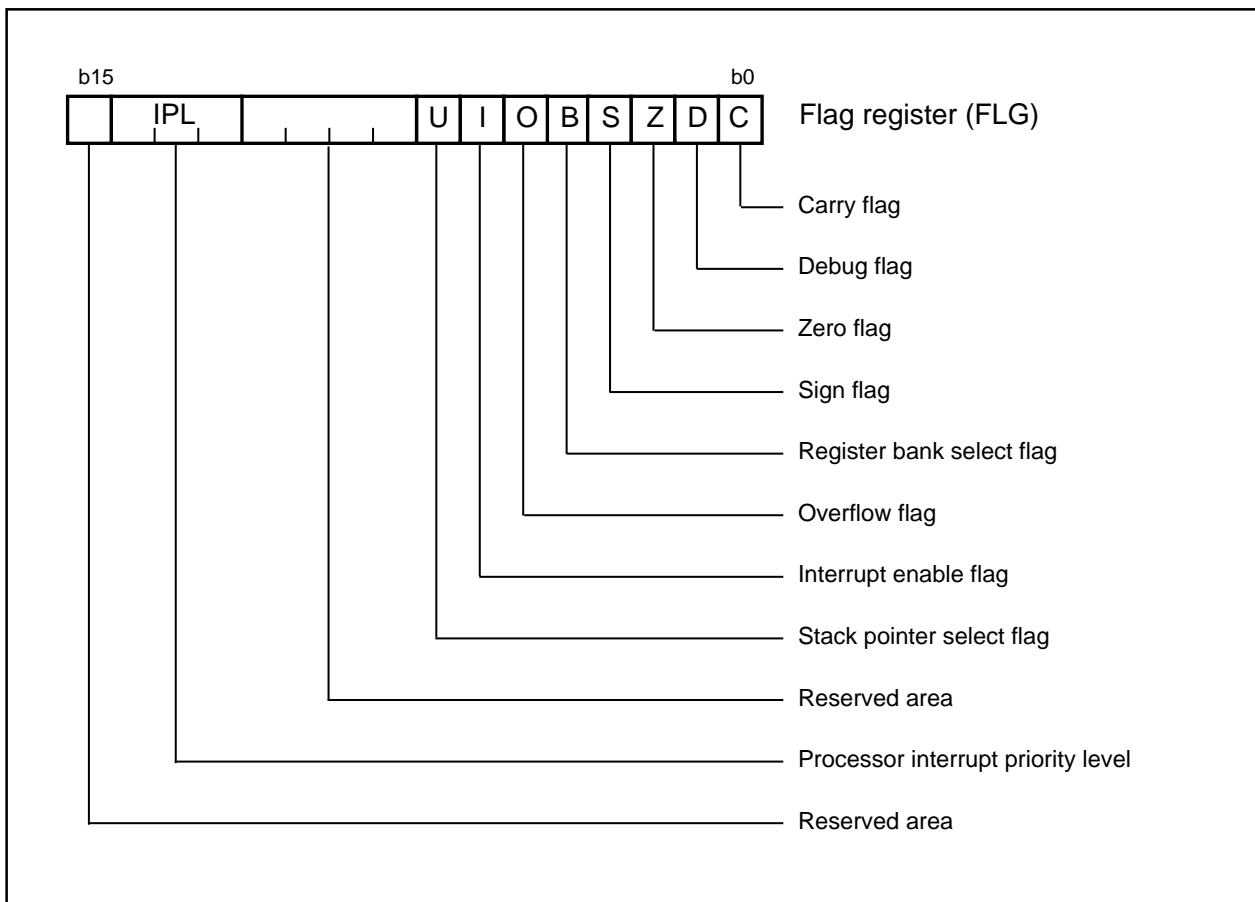 b15 b0
IPL U I O B S Z D C Flag register (FLG)
Carry flag
Debug flag
Zero flag
Sign flag
Register bank select flag
Overflow flag
Interrupt enable flag
Stack pointer select flag
Reserved area
Processor interrupt priority level
Reserved area